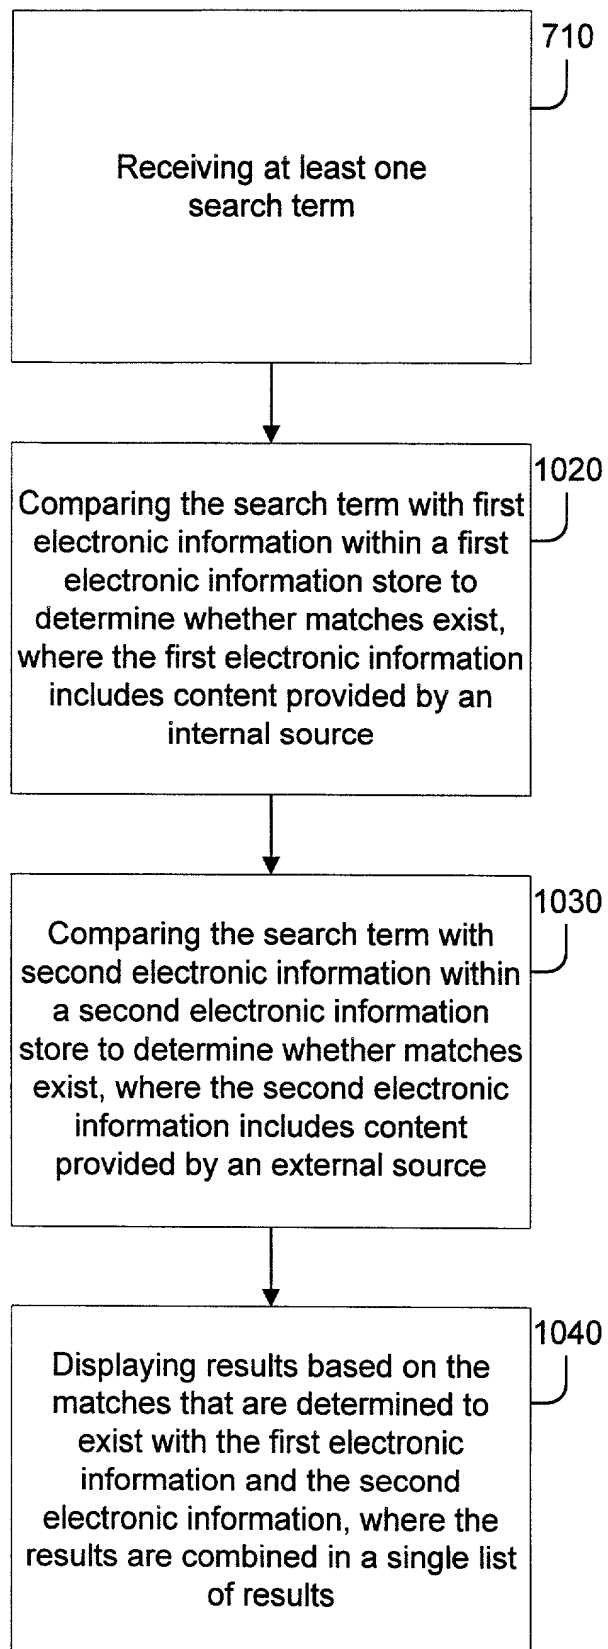 710
Receiving at least one
search term
1020
Comparing the search term with first
electronic information within a first
electronic information store to
determine whether matches exist,
where the first electronic information
includes content provided by an
internal source
1030
Comparing the search term with
second electronic information within
a second electronic information
store to determine whether matches
exist, where the second electronic
information includes content
provided by an external source
1040
Displaying results based on the
matches that are determined to
exist with the first electronic
information and the second
electronic information, where the
results are combined in a single list
of results